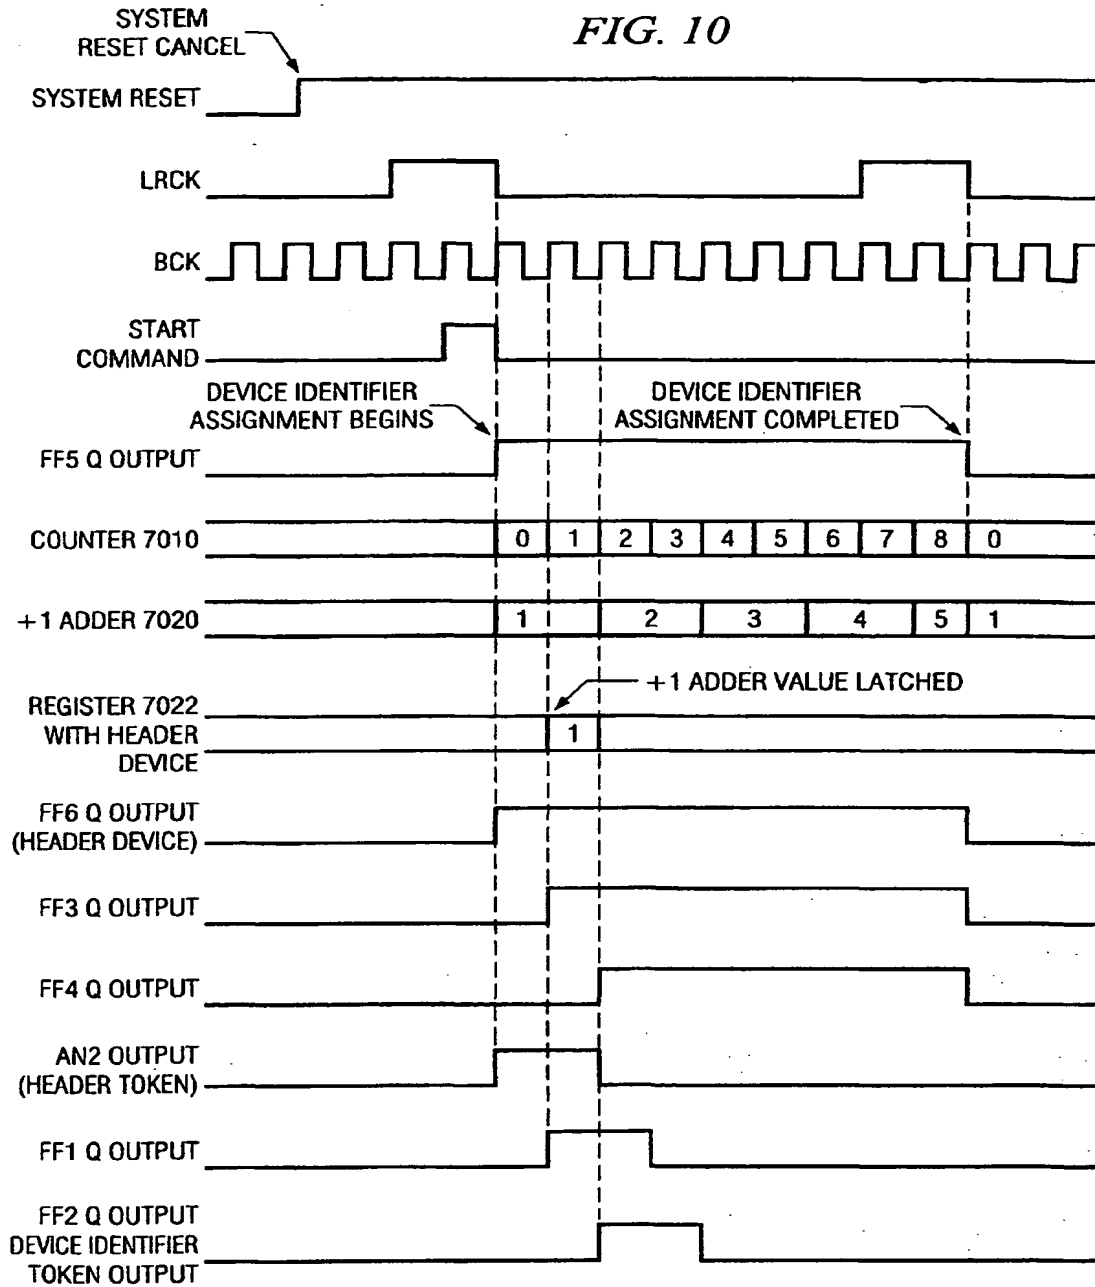 SYSTEM
RESET CANCEL
FIG. 10
SYSTEM RESET
LRCK
BCK
START
COMMAND
DEVICE IDENTIFIER
ASSIGNMENT BEGINS
DEVICE IDENTIFIER
ASSIGNMENT COMPLETED
FF5 Q OUTPUT
COUNTER 7010 0 1 2 3 4 5 6 7 8 0
+1 ADDER 7020 1 2 3 4 5 1
+1 ADDER VALUE LATCHED
REGISTER 7022
WITH HEADER
DEVICE
1
FF6 Q OUTPUT
(HEADER DEVICE)
FF3 Q OUTPUT
FF4 Q OUTPUT
AN2 OUTPUT
(HEADER TOKEN)
FF1 Q OUTPUT
FF2 Q OUTPUT
DEVICE IDENTIFIER
TOKEN OUTPUT